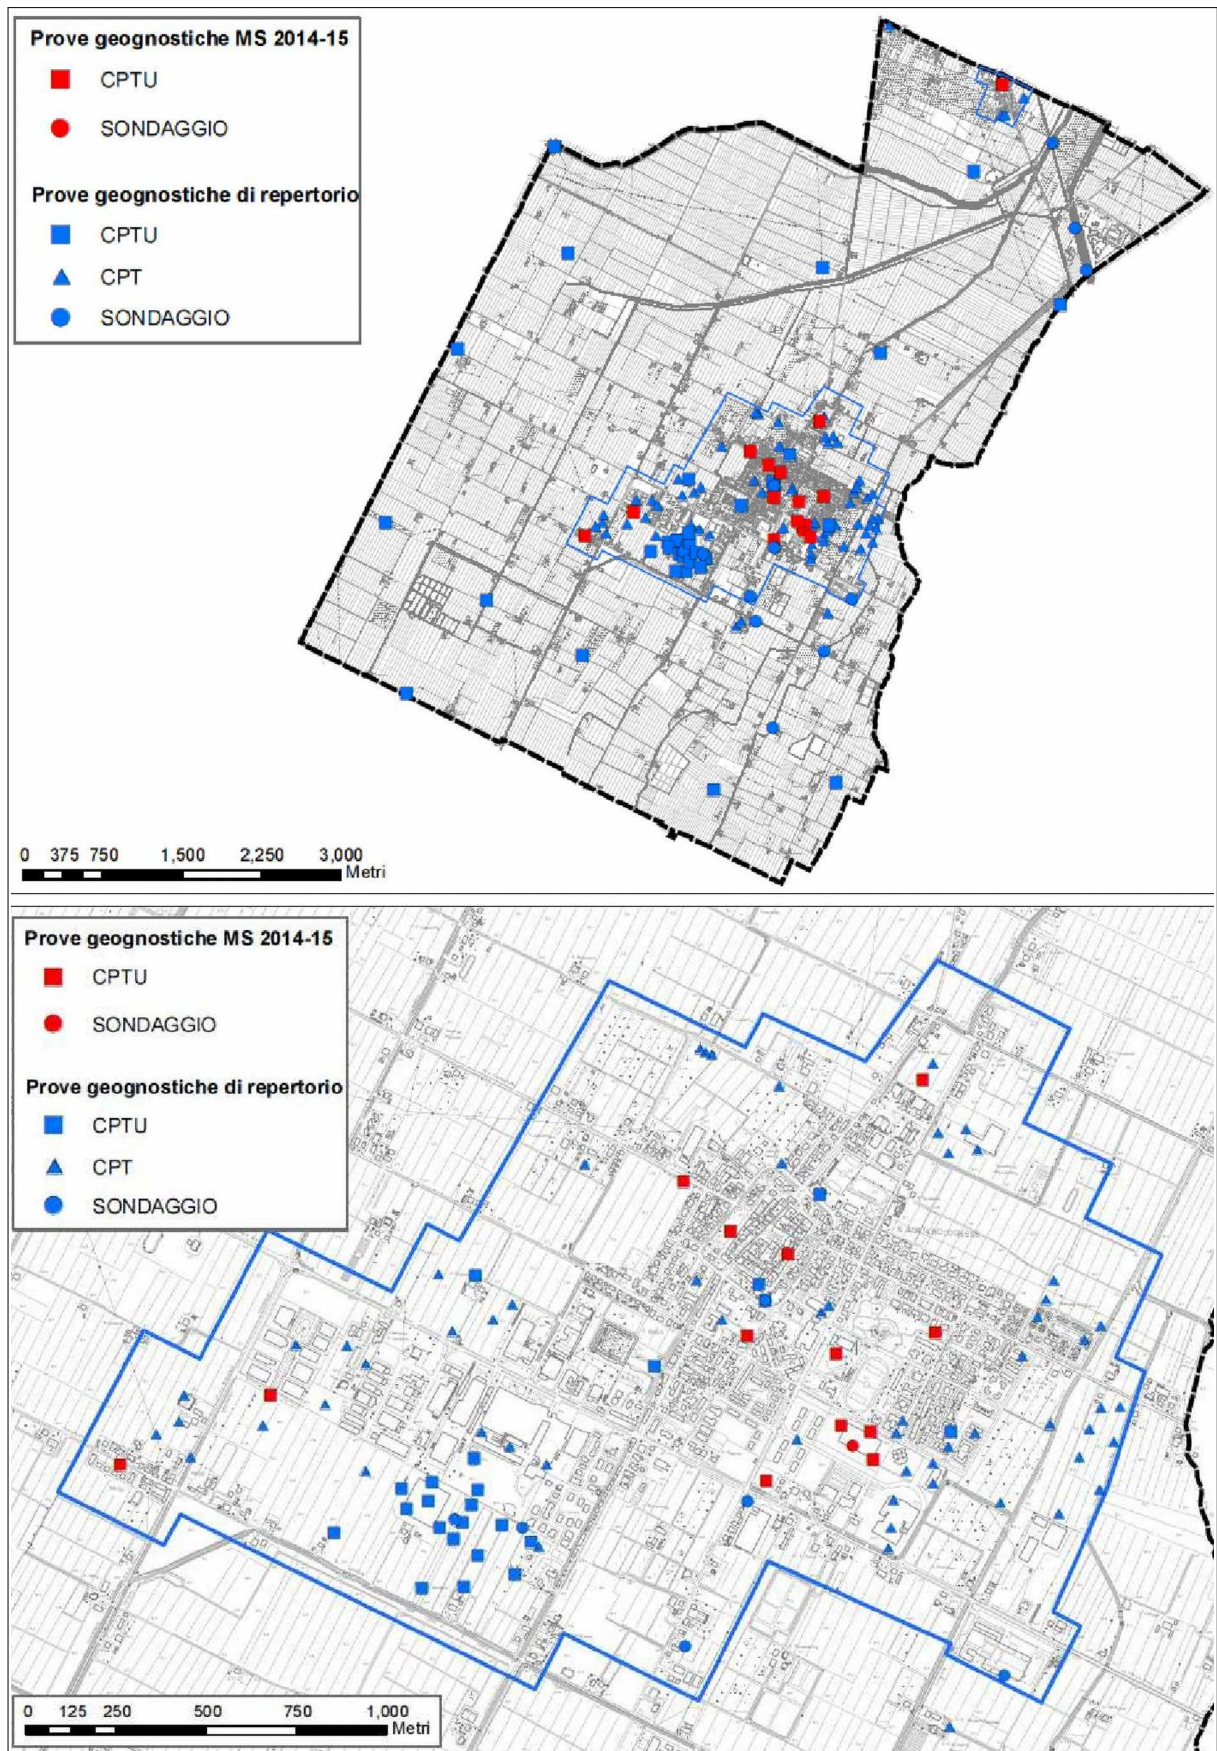 Prove geognostiche MS 2014-15
CPTU
SONDAGGIO
Prove geognostiche di repertorio
CPTU
CPT
SONDAGGIO
0 375 750 1,500 2,250 3,000
Metri
Prove geognostiche MS 2014-15
CPTU
SONDAGGIO
Prove geognostiche di repertorio
CPTU
CPT
SONDAGGIO
0 125 250 500 750 1,000
Metri